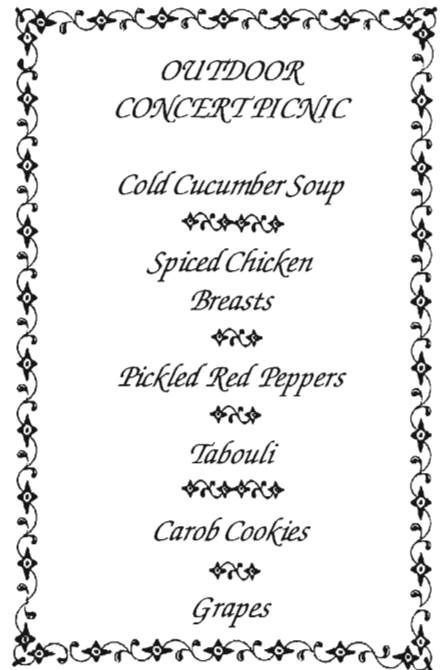 OUTDOOR
CONCERT PICNIC
Cold Cucumber Soup
Spiced Chicken
Breasts
Pickled Red Peppers
Tabouli
Carob Cookies
Grapes